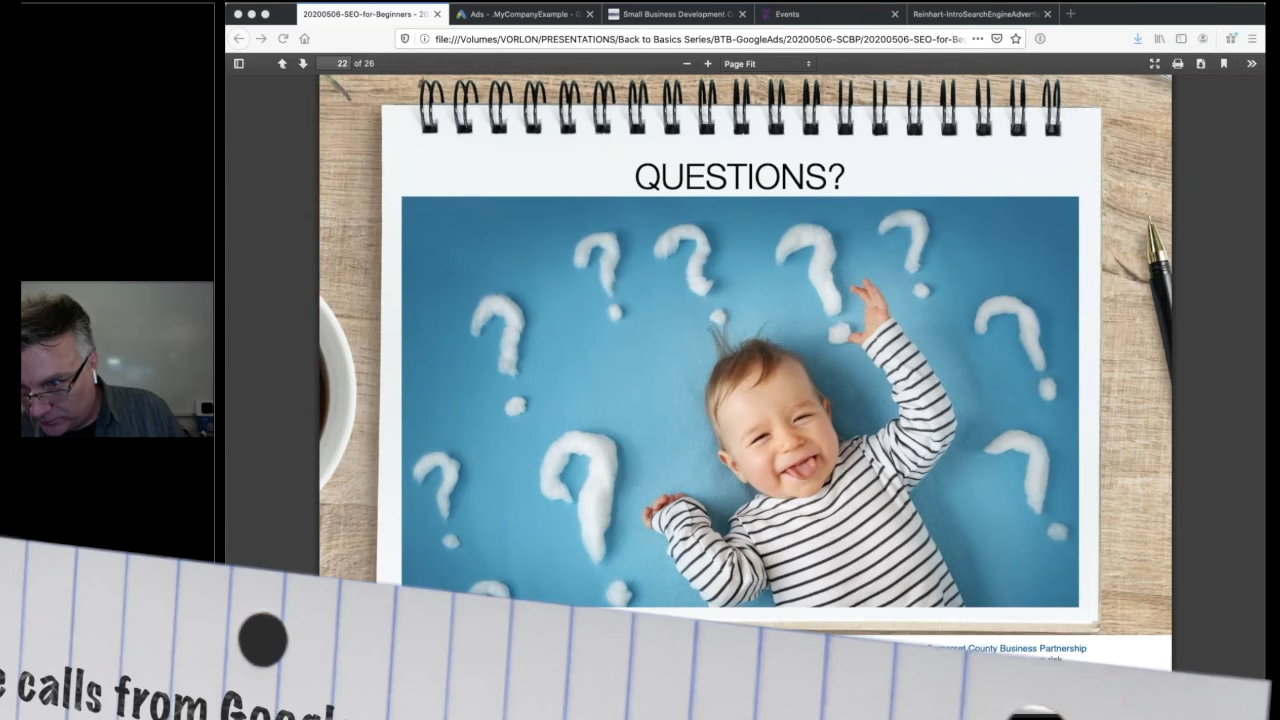 20200506-SEO-for-Beginners - 20
Ads - .MyCompanyExample - G
Small Business Development C
Events
Reinhart-IntroSearchEngineAdverti
file:///Volumes/VORLON/PRESENTATIONS/Back to Basics Series/BTB-GoogleAds/20200506-SCBP/20200506-SEO-for-Be
22 of 26
Page Fit
QUESTIONS?
County Business Partnership
calls from